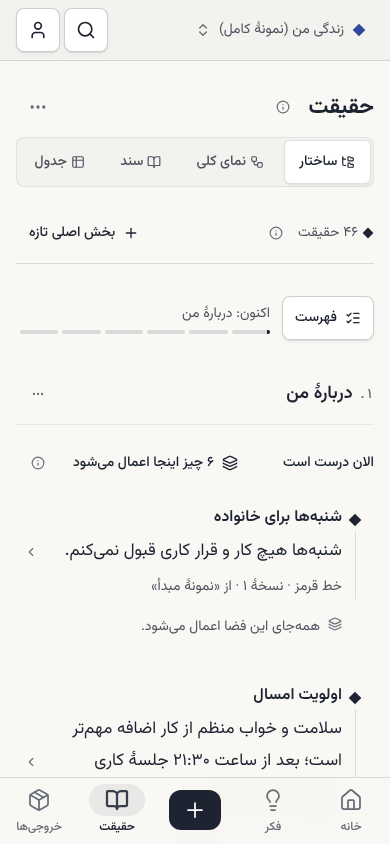 زندگی من (نمونهٔ کامل)
حقیقت
ساختار
نمای کلی
سند
جدول
۴۶ حقیقت
بخش اصلی تازه
فهرست
اکنون: دربارهٔ من
۱. دربارهٔ من
الان درست است
۶ چیز اینجا اعمال می‌شود
شنبه‌ها برای خانواده
شنبه‌ها هیچ کار و قرار کاری قبول نمی‌کنم.
خط قرمز · نسخهٔ ۱ · از «نمونهٔ مبدأ»
همه‌جای این فضا اعمال می‌شود.
اولویت امسال
سلامت و خواب منظم از کار اضافه مهم‌تر
است؛ بعد از ساعت ۲۱:۳۰ جلسهٔ کاری
خانه
فکر
حقیقت
خروجی‌ها